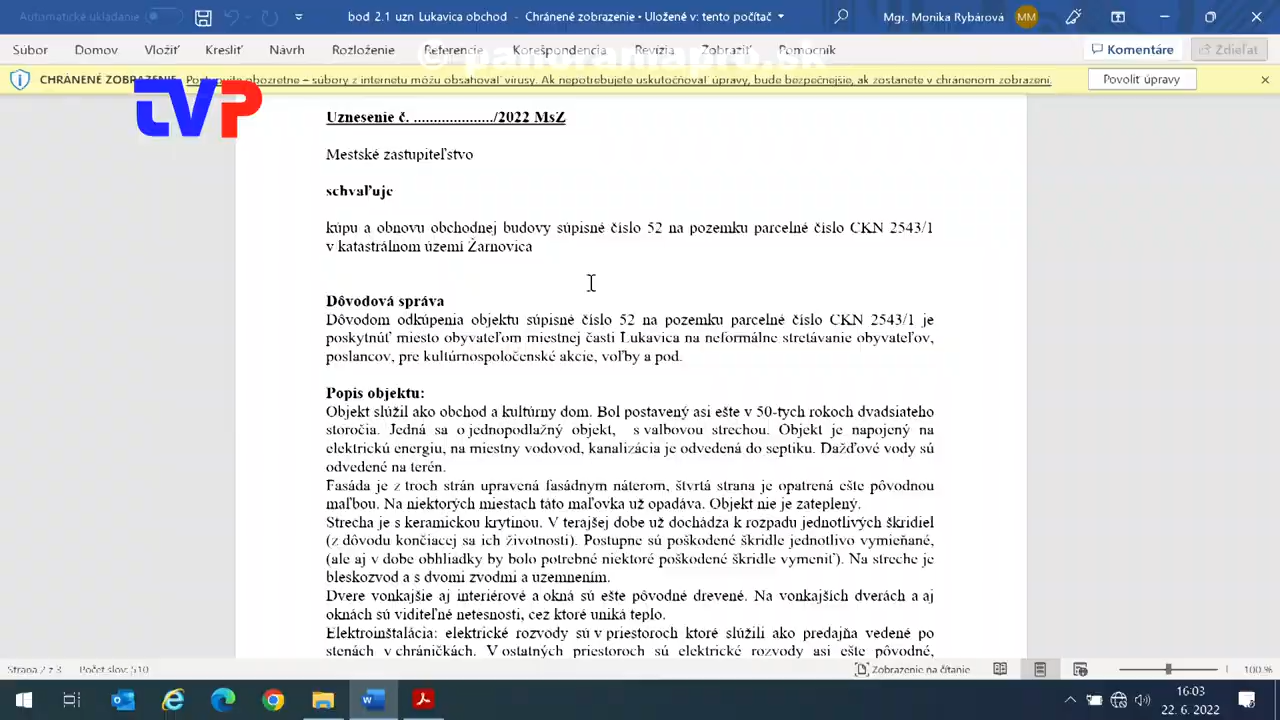 Automatické ukladanie
bod 2.1 uzn Lukavica obchod - Chránené zobrazenie • Uložené v: tento počítač
Mgr. Monika Rybárová MM
Súbor Domov Vložiť Kresliť Návrh Rozloženie Referencie Korešpondencia Revízia Zobraziť Pomocník Komentáre Zdieľať
CHRÁNENÉ ZOBRAZENIE Postupujte obozretne – súbory z internetu môžu obsahovať vírusy. Ak nepotrebujete uskutočňovať úpravy, bude bezpečnejšie, ak zostanete v chránenom zobrazení. Povoliť úpravy
TVP
Uznesenie č. ..................../2022 MsZ
Mestské zastupiteľstvo
schvaľuje
kúpu a obnovu obchodnej budovy súpisné číslo 52 na pozemku parcelné číslo CKN 2543/1
v katastrálnom území Žarnovica
Dôvodová správa
Dôvodom odkúpenia objektu súpisné číslo 52 na pozemku parcelné číslo CKN 2543/1 je
poskytnúť miesto obyvateľom miestnej časti Lukavica na neformálne stretávanie obyvateľov,
poslancov, pre kultúrnospoločenské akcie, voľby a pod.
Popis objektu:
Objekt slúžil ako obchod a kultúrny dom. Bol postavený asi ešte v 50-tych rokoch dvadsiateho
storočia. Jedná sa o jednopodlažný objekt, s valbovou strechou. Objekt je napojený na
elektrickú energiu, na miestny vodovod, kanalizácia je odvedená do septiku. Dažďové vody sú
odvedené na terén.
Fasáda je z troch strán upravená fasádnym náterom, štvrtá strana je opatrená ešte pôvodnou
maľbou. Na niektorých miestach táto maľovka už opadáva. Objekt nie je zateplený.
Strecha je s keramickou krytinou. V terajšej dobe už dochádza k rozpadu jednotlivých škridiel
(z dôvodu končiacej sa ich životnosti). Postupne sú poškodené škridle jednotlivo vymieňané,
(ale aj v dobe obhliadky by bolo potrebné niektoré poškodené škridle vymeniť). Na streche je
bleskozvod a s dvomi zvodmi a uzemnením.
Dvere vonkajšie aj interiérové a okná sú ešte pôvodné drevené. Na vonkajších dverách a aj
oknách sú viditeľné netesnosti, cez ktoré uniká teplo.
Elektroinštalácia: elektrické rozvody sú v priestoroch ktoré slúžili ako predajňa vedené po
stenách v chráničkách. V ostatných priestoroch sú elektrické rozvody asi ešte pôvodné,
Strana 2 z 3 Počet slov: 510 Zobrazenie na čítanie 100 %
16:03
22. 6. 2022